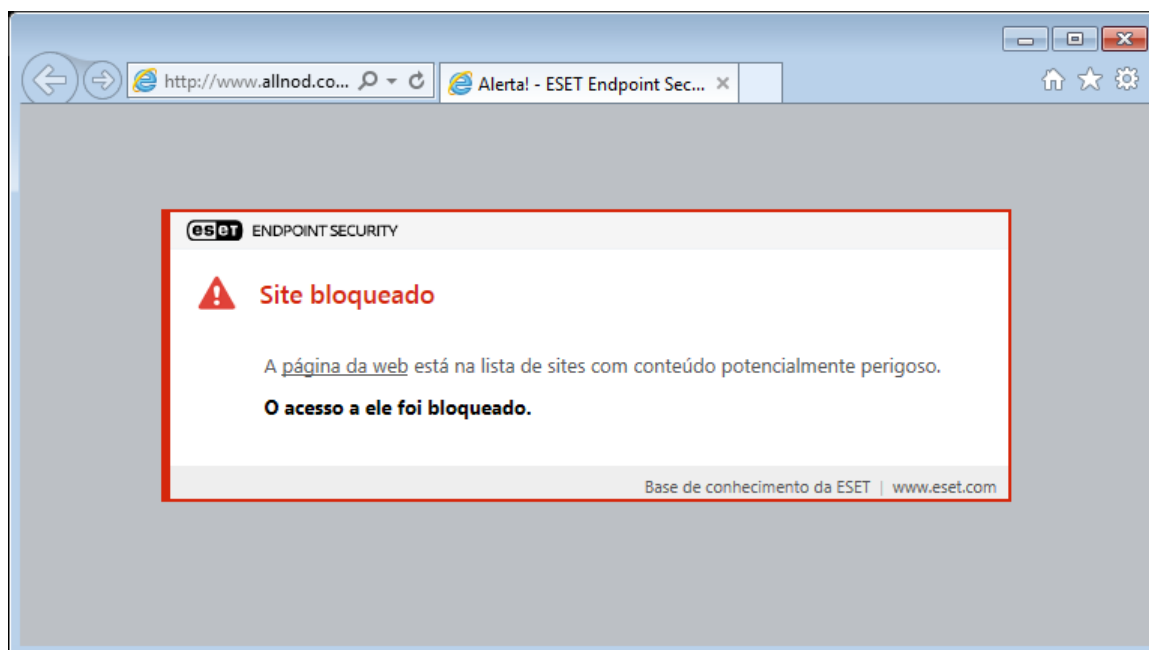 http://www.allnod.co...
Alerta! - ESET Endpoint Sec...
eset ENDPOINT SECURITY
Site bloqueado
A página da web está na lista de sites com conteúdo potencialmente perigoso.
O acesso a ele foi bloqueado.
Base de conhecimento da ESET | www.eset.com